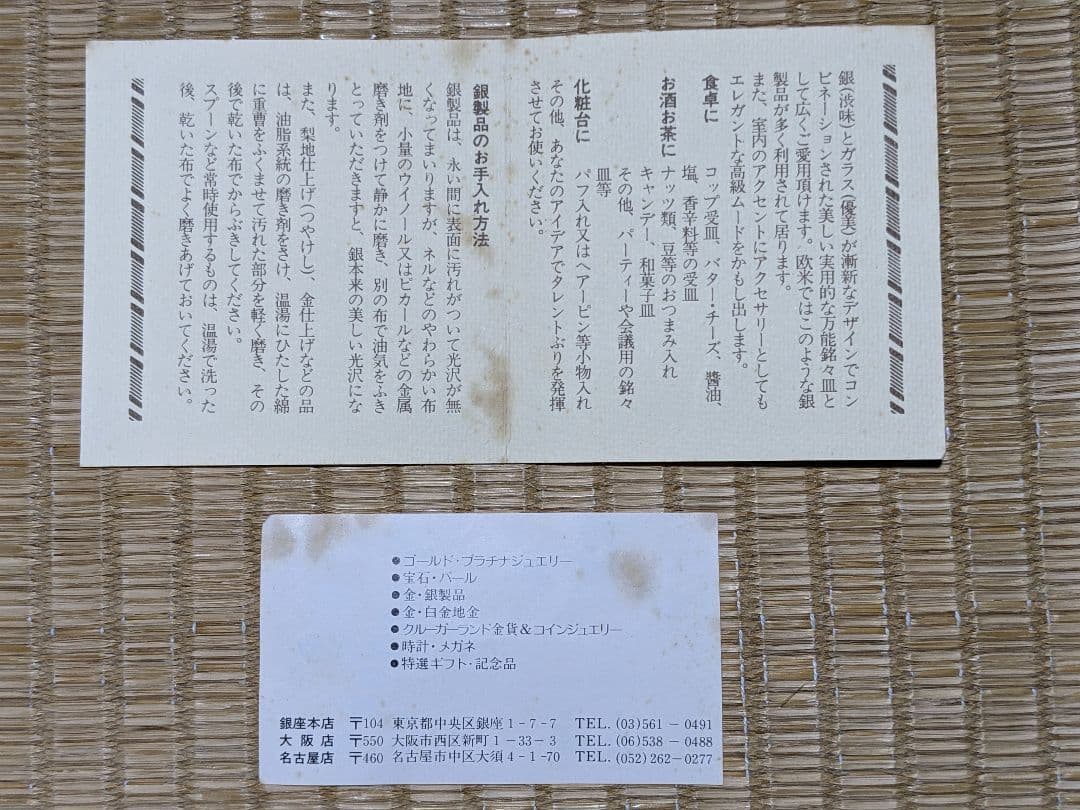 銀(渋味)とガラス(優美)が漸新なデザインでコン
ビネーションされた美しい実用的な万能銘々皿と
して広くご愛用頂けます。欧米ではこのような銀
製品が多く利用されて居ります。
また、室内のアクセントにアクセサリーとしても
エレガントな高級ムードをかもし出します。
食卓に　コップ受皿、バター・チーズ、醬油、
塩、香辛料等の受皿
お酒お茶に　ナッツ類、豆等のおつまみ入れ
キャンデー、和菓子皿
その他、パーティーや会議用の銘々
皿等
化粧台に　パフ入れ又はヘアーピン等小物入れ
その他、あなたのアイデアでタレントぶりを発揮
させてお使いください。
銀製品のお手入れ方法
銀製品は、永い間に表面に汚れがついて光沢が無
くなってまいりますが、ネルなどのやわらかい布
地に、小量のウイノール又はピカールなどの金属
磨き剤をつけて静かに磨き、別の布で油気をふき
とっていただきますと、銀本来の美しい光沢にな
ります。
また、梨地仕上げ(つやけし)、金仕上げなどの品
は、油脂系統の磨き剤をさけ、温湯にひたした綿
に重曹をふくませて汚れた部分を軽く磨き、その
後で乾いた布でからぶきしてください。
スプーンなど常時使用するものは、温湯で洗った
後、乾いた布でよく磨きあげておいてください。
●ゴールド・プラチナジュエリー
●宝石・パール
●金・銀製品
●金・白金地金
●クルーガーランド金貨&コインジュエリー
●時計・メガネ
●特選ギフト・記念品
銀座本店 〒104 東京都中央区銀座1-7-7 TEL.(03)561-0491
大阪店 〒550 大阪市西区新町1-33-3 TEL.(06)538-0488
名古屋店 〒460 名古屋市中区大須4-1-70 TEL.(052)262-0277